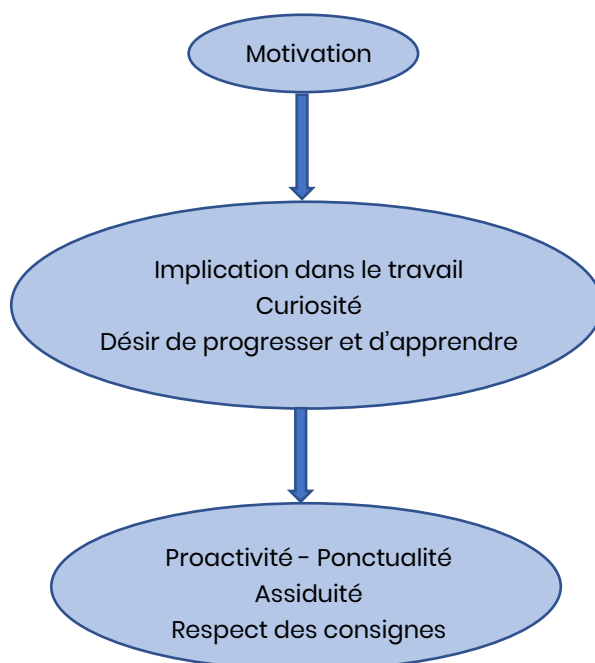 Motivation
Implication dans le travail
Curiosité
Désir de progresser et d’apprendre
Proactivité - Ponctualité
Assiduité
Respect des consignes